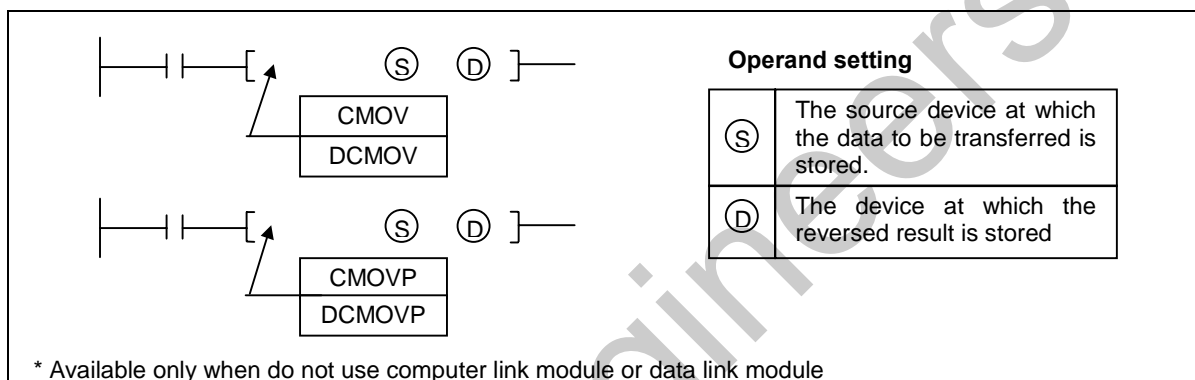 S D
CMOV
DCMOV
S D
CMOVP
DCMOVP
Operand setting
S The source device at which
the data to be transferred is
stored.
D The device at which the
reversed result is stored
* Available only when do not use computer link module or data link module
gineers